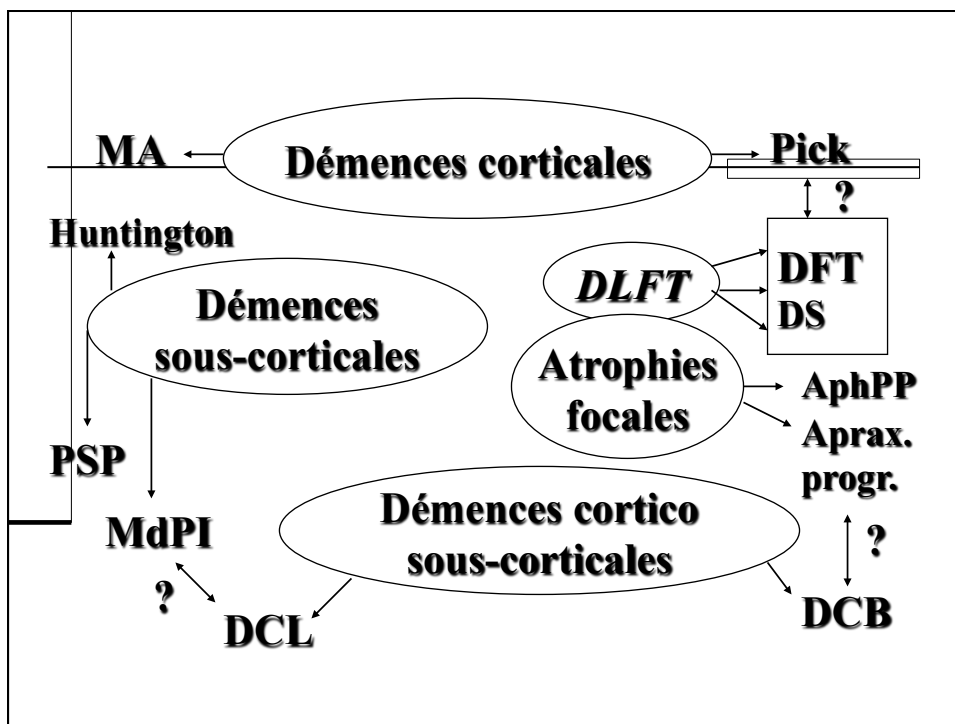 MA
Démences corticales
Pick
?
Huntington
DLFT
DFT
DS
Démences
sous-corticales
Atrophies
focales
AphPP
Aprax.
progr.
PSP
MdPI
?
Démences cortico
sous-corticales
?
DCL
DCB